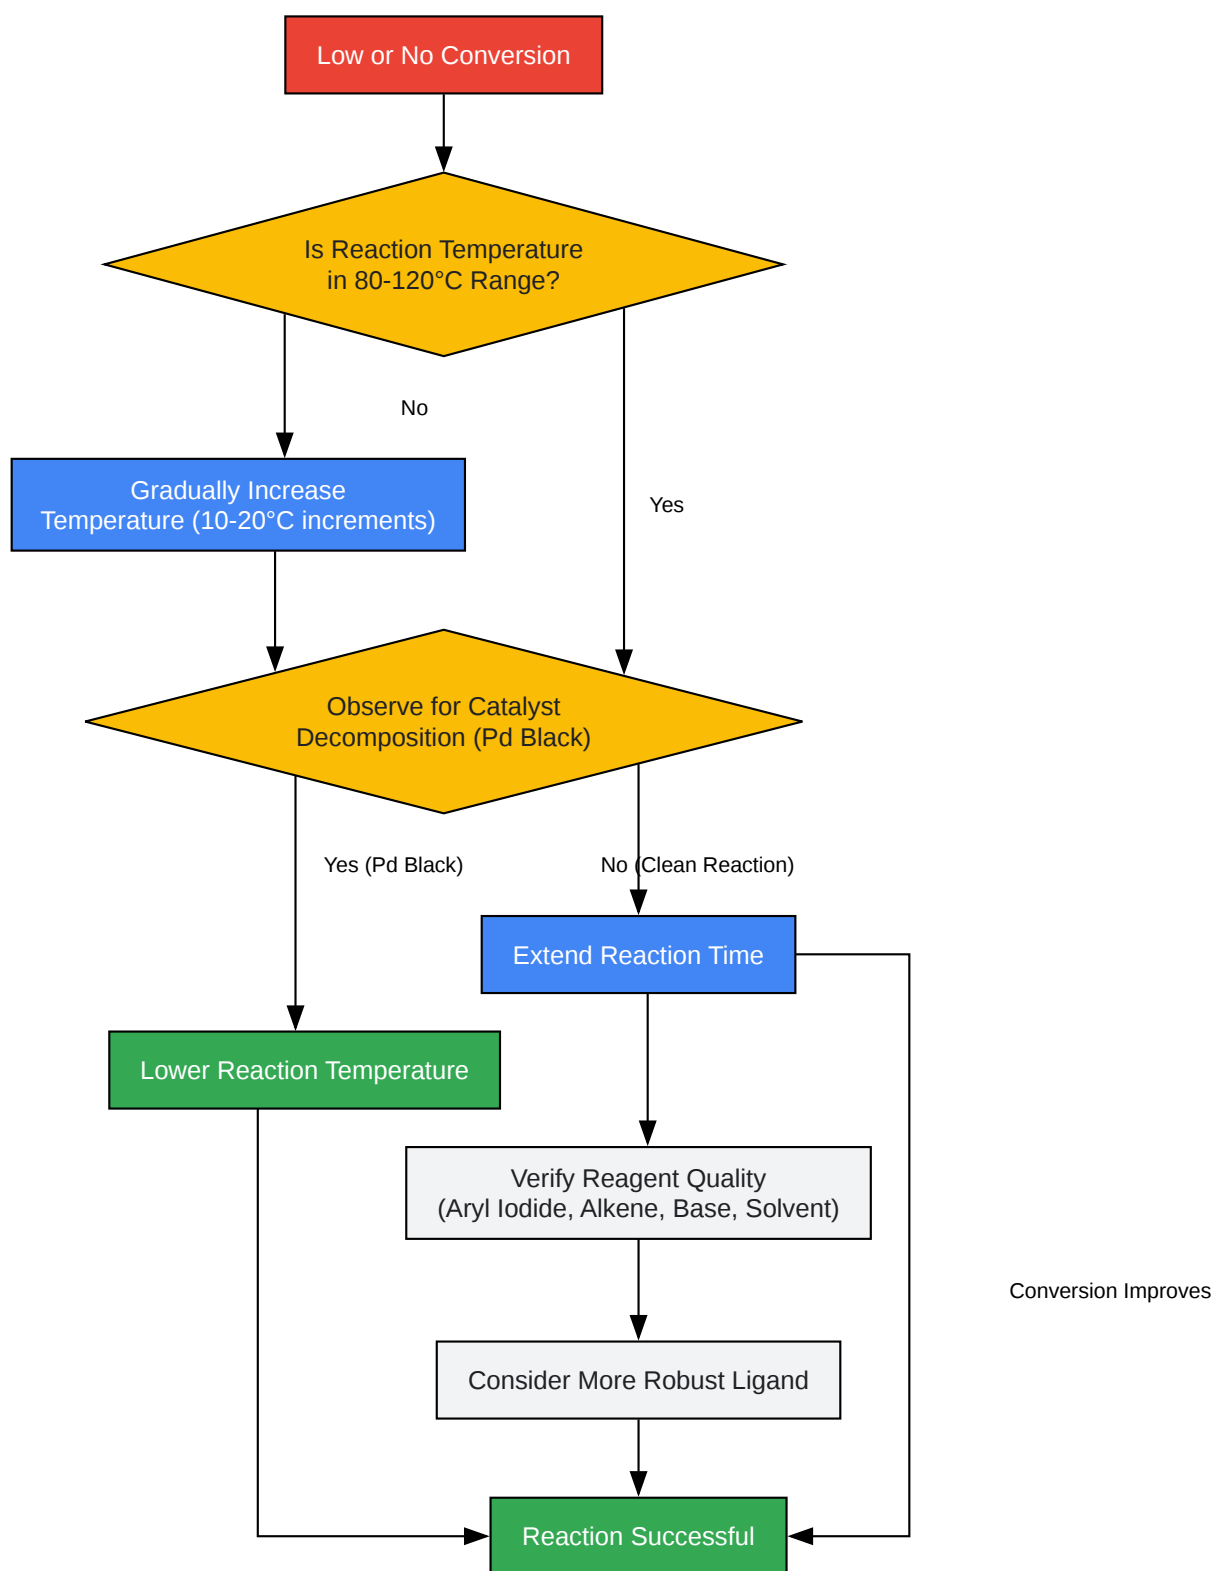 Low or No Conversion
Is Reaction Temperature
in 80-120°C Range?
No
Gradually Increase
Temperature (10-20°C increments)
Yes
Observe for Catalyst
Decomposition (Pd Black)
Yes (Pd Black)
No (Clean Reaction)
Extend Reaction Time
Lower Reaction Temperature
Verify Reagent Quality
(Aryl Iodide, Alkene, Base, Solvent)
Conversion Improves
Consider More Robust Ligand
Reaction Successful